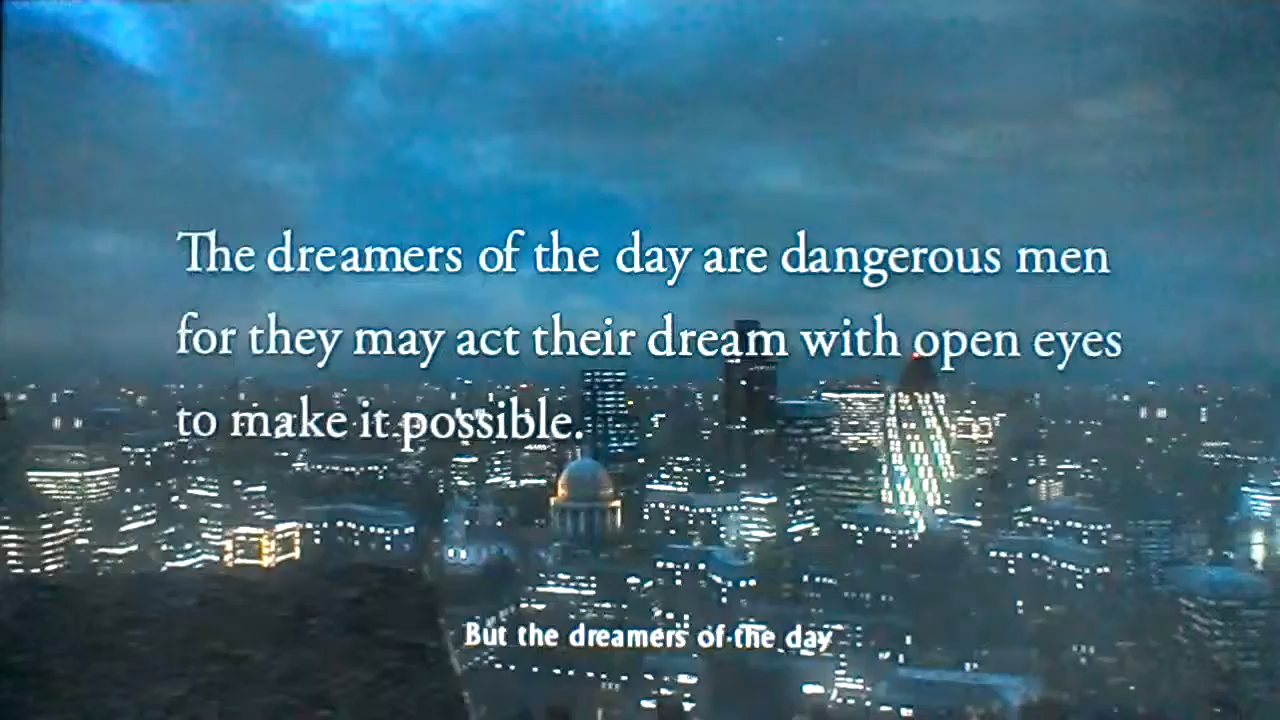 The dreamers of the day are dangerous men
for they may act their dream with open eyes
to make it possible.
But the dreamers of the day